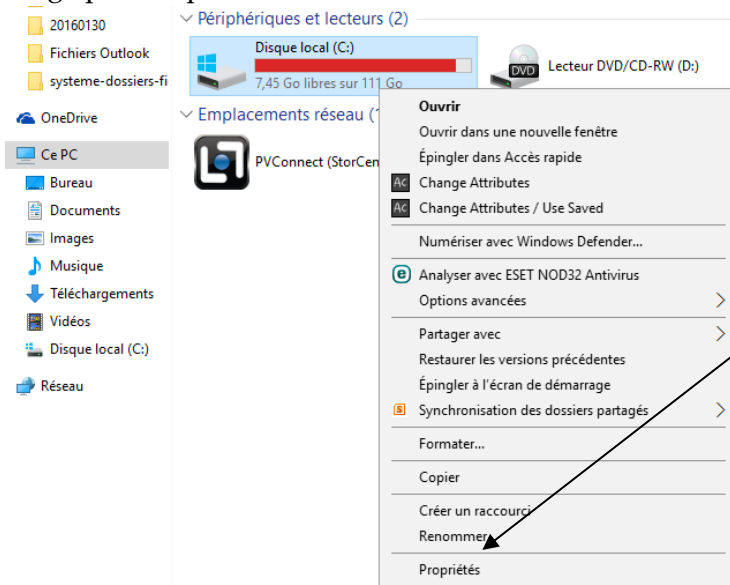 20160130
Fichiers Outlook
systeme-dossiers-fi
OneDrive
Ce PC
Bureau
Documents
Images
Musique
Téléchargements
Vidéos
Disque local (C:)
Réseau
Périphériques et lecteurs (2)
Disque local (C:)
7,45 Go libres sur 111 Go
DVD
Lecteur DVD/CD-RW (D:)
Emplacements réseau (
PVConnect (StorCen
Ouvrir
Ouvrir dans une nouvelle fenêtre
Épingler dans Accès rapide
Ac Change Attributes
Ac Change Attributes / Use Saved
Numériser avec Windows Defender...
e Analyser avec ESET NOD32 Antivirus
Options avancées
Partager avec
Restaurer les versions précédentes
Épingler à l'écran de démarrage
S Synchronisation des dossiers partagés
Formater...
Copier
Créer un raccourci
Renommer
Propriétés